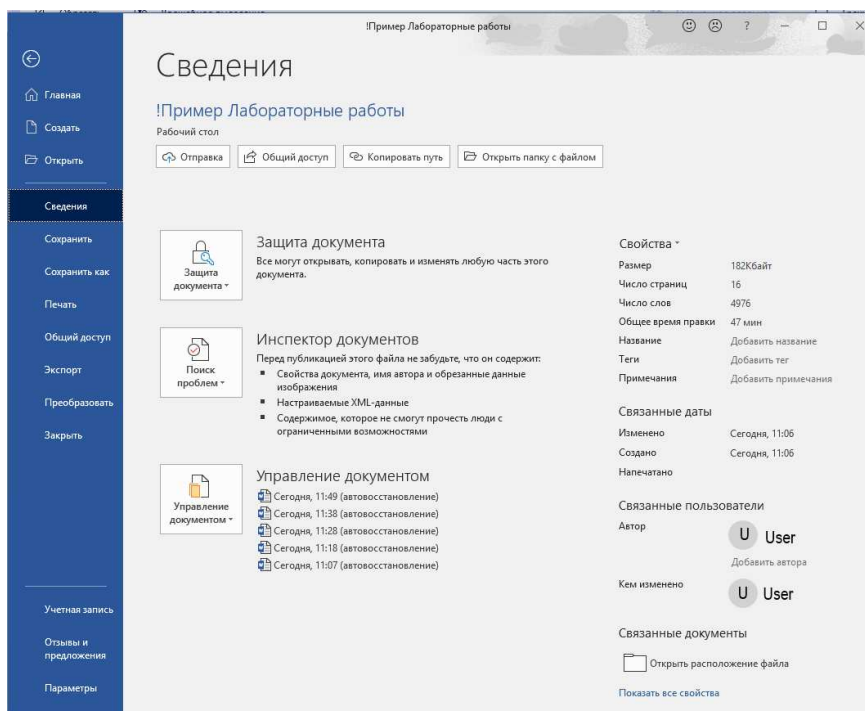 !Пример Лабораторные работы
?
Главная
Создать
Открыть
Сведения
Сохранить
Сохранить как
Печать
Общий доступ
Экспорт
Преобразовать
Закрыть
Учетная запись
Отзывы и
предложения
Параметры
Сведения
!Пример Лабораторные работы
Рабочий стол
Отправка Общий доступ Копировать путь Открыть папку с файлом
Защита
документа
Защита документа
Все могут открывать, копировать и изменять любую часть этого
документа.
Поиск
проблем
Инспектор документов
Перед публикацией этого файла не забудьте, что он содержит:
Свойства документа, имя автора и обрезанные данные
изображения
Настраиваемые XML-данные
Содержимое, которое не смогут прочесть люди с
ограниченными возможностями
Управление
документом
Управление документом
Сегодня, 11:49 (автовосстановление)
Сегодня, 11:38 (автовосстановление)
Сегодня, 11:28 (автовосстановление)
Сегодня, 11:18 (автовосстановление)
Сегодня, 11:07 (автовосстановление)
Свойства
Размер 182Кбайт
Число страниц 16
Число слов 4976
Общее время правки 47 мин
Название Добавить название
Теги Добавить тег
Примечания Добавить примечания
Связанные даты
Изменено Сегодня, 11:06
Создано Сегодня, 11:06
Напечатано
Связанные пользователи
Автор U User
Добавить автора
Кем изменено U User
Связанные документы
Открыть расположение файла
Показать все свойства